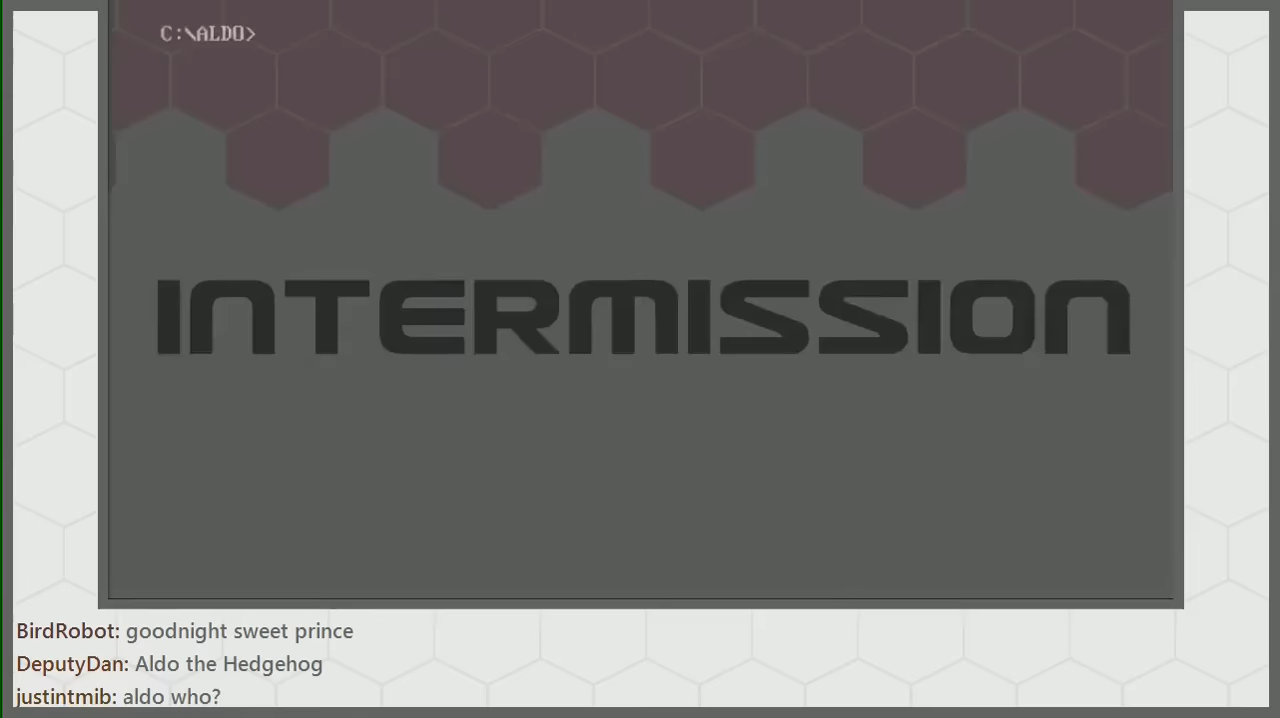 C:\ALDO>
INTERMISSION
BirdRobot: goodnight sweet prince
DeputyDan: Aldo the Hedgehog
justintmib: aldo who?